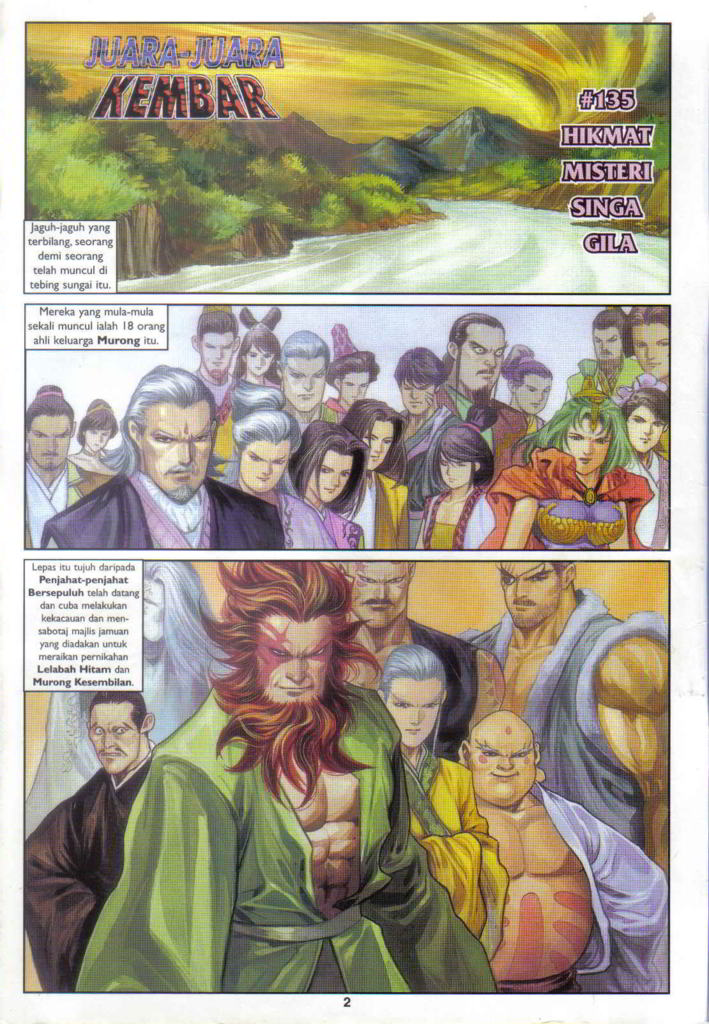 JUARA-JUARA
KEMBAR
#135
HIKMAT
MISTERI
SINGA
GILA
Jaguh-jaguh yang
terbilang, seorang
demi seorang
telah muncul di
tebing sungai itu.
Mereka yang mula-mula
sekali muncul ialah 18 orang
ahli keluarga Murong itu.
Lepas itu tujuh daripada
Penjahat-penjahat
Bersepuluh telah datang
dan cuba melakukan
kekacauan dan men-
sabotaj majlis jamuan
yang diadakan untuk
meraikan pernikahan
Lelabah Hitam dan
Murong Kesembilan.
2